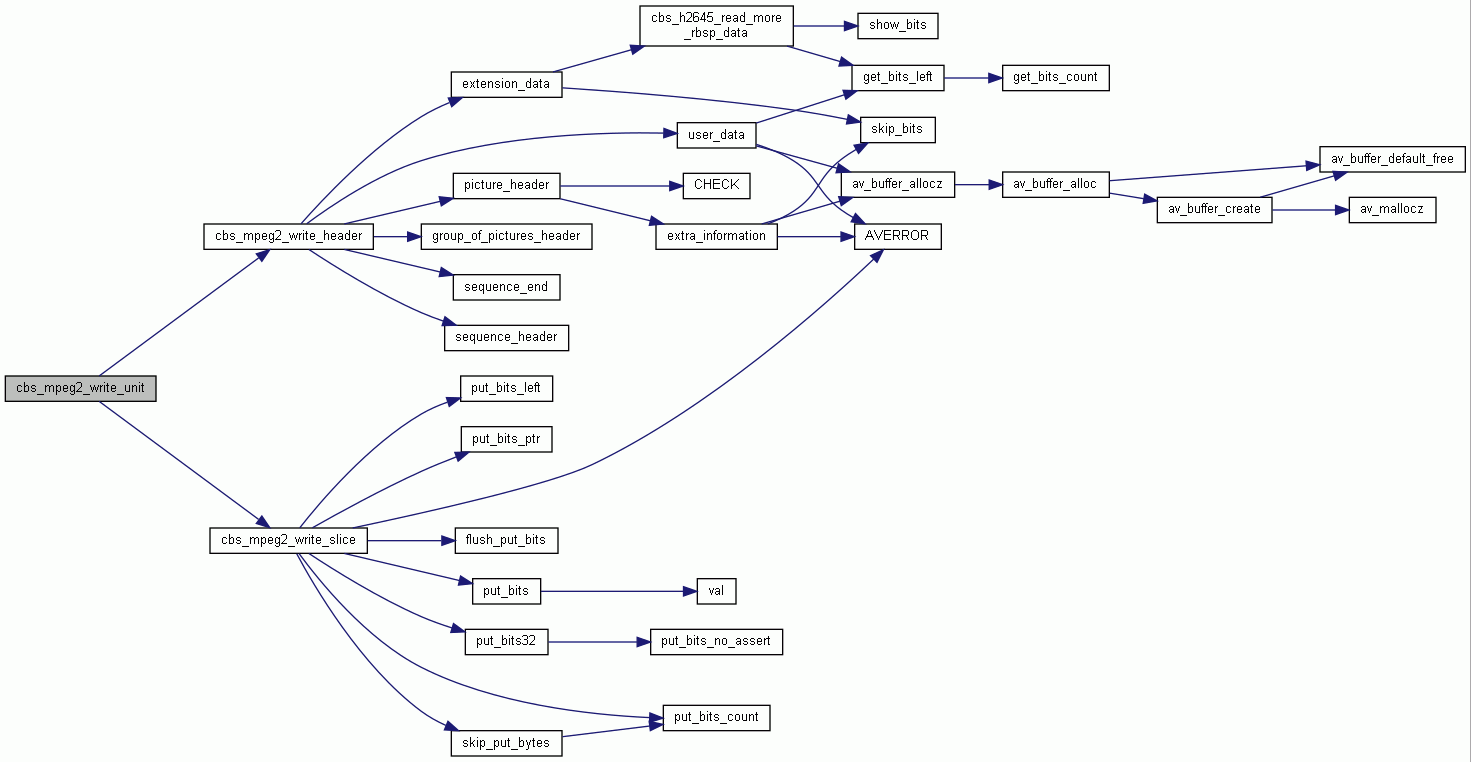 cbs_h2645_read_more
_rbsp_data
show_bits
extension_data
get_bits_left
get_bits_count
user_data
skip_bits
av_buffer_default_free
picture_header
CHECK
av_buffer_allocz
av_buffer_alloc
av_buffer_create
av_mallocz
cbs_mpeg2_write_header
group_of_pictures_header
extra_information
AVERROR
sequence_end
sequence_header
cbs_mpeg2_write_unit
put_bits_left
put_bits_ptr
cbs_mpeg2_write_slice
flush_put_bits
put_bits
val
put_bits32
put_bits_no_assert
put_bits_count
skip_put_bytes